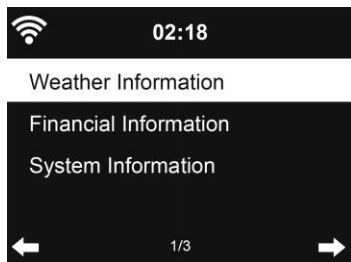 02:18
Weather Information
Financial Information
System Information
1/3